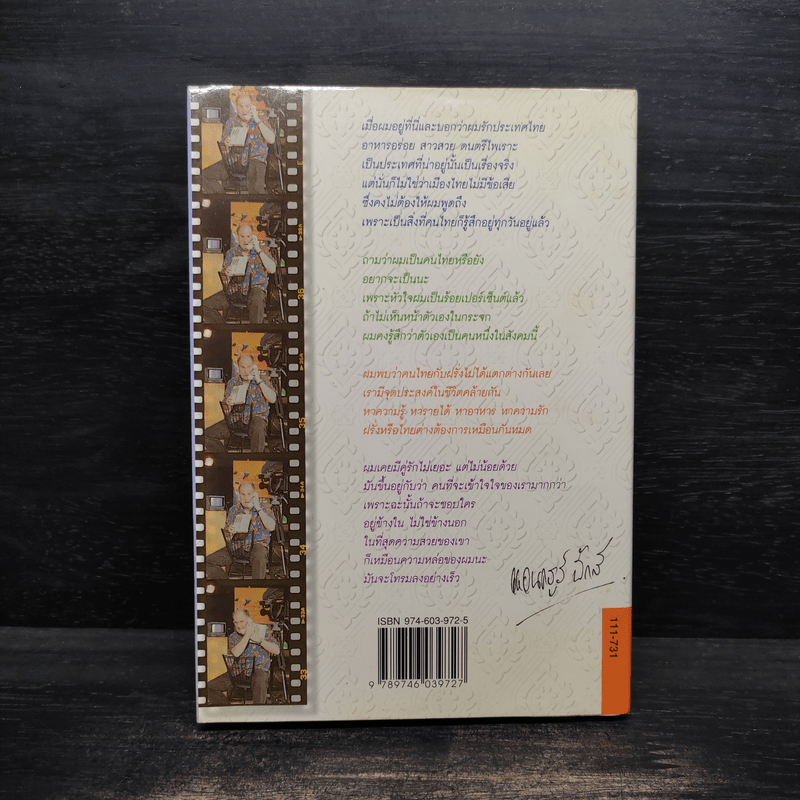 เมื่อผมอยู่ที่นี่และบอกว่าผมรักประเทศไทย
อาหารอร่อย สาวสวย ดนตรีไพเราะ
เป็นประเทศที่น่าอยู่นั้นเป็นเรื่องจริง
แต่นั่นก็ไม่ใช่ว่าเมืองไทยไม่มีข้อเสีย
ซึ่งคงไม่ต้องให้ผมพูดถึง
เพราะเป็นสิ่งที่คนไทยก็รู้สึกอยู่ทุกวันอยู่แล้ว
ถามว่าผมเป็นคนไทยหรือยัง
อยากจะเป็นนะ
เพราะหัวใจผมเป็นร้อยเปอร์เซ็นต์แล้ว
ถ้าไม่เห็นหน้าตัวเองในกระจก
ผมคงรู้สึกว่าตัวเองเป็นคนหนึ่งในสังคมนี้
ผมพบว่าคนไทยกับฝรั่งไม่ได้แตกต่างกันเลย
เรามีจุดประสงค์ในชีวิตคล้ายกัน
หาความรู้ หารายได้ หาอาหาร หาความรัก
ฝรั่งหรือไทยต่างต้องการเหมือนกันหมด
ผมเคยมีคู่รักไม่เยอะ แต่ไม่น้อยด้วย
มันขึ้นอยู่กับว่า คนที่จะเข้าใจใจของเรามากกว่า
เพราะฉะนั้นถ้าจะชอบใคร
อยู่ข้างใน ไม่ใช่ข้างนอก
ในที่สุดความสวยของเขา
ก็เหมือนความหล่อของผมนะ
มันจะโทรมลงอย่างเร็ว
ISBN 974-603-972-5
9 789746 039727
111-731
36
35
34
33